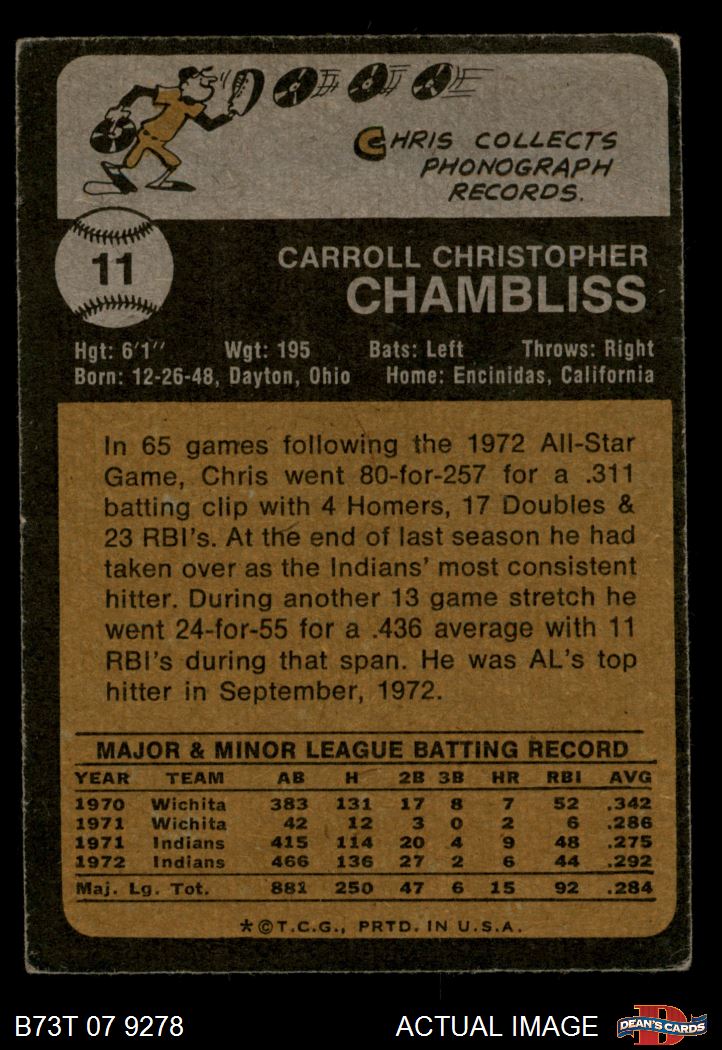 CHRIS COLLECTS
PHONOGRAPH
RECORDS.
11
CARROLL CHRISTOPHER
CHAMBLISS
Hgt: 6'1" Wgt: 195 Bats: Left Throws: Right
Born: 12-26-48, Dayton, Ohio Home: Encinidas, California
In 65 games following the 1972 All-Star
Game, Chris went 80-for-257 for a .311
batting clip with 4 Homers, 17 Doubles &
23 RBI's. At the end of last season he had
taken over as the Indians' most consistent
hitter. During another 13 game stretch he
went 24-for-55 for a .436 average with 11
RBI's during that span. He was AL's top
hitter in September, 1972.
MAJOR & MINOR LEAGUE BATTING RECORD
YEAR TEAM AB H 2B 3B HR RBI AVG
1970 Wichita 383 131 17 8 7 52 .342
1971 Wichita 42 12 3 0 2 6 .286
1971 Indians 415 114 20 4 9 48 .275
1972 Indians 466 136 27 2 6 44 .292
Maj. Lg. Tot. 881 250 47 6 15 92 .284
*©T.C.G., PRTD. IN U.S.A.
B73T 07 9278 ACTUAL IMAGE
D
DEAN'S CARDS